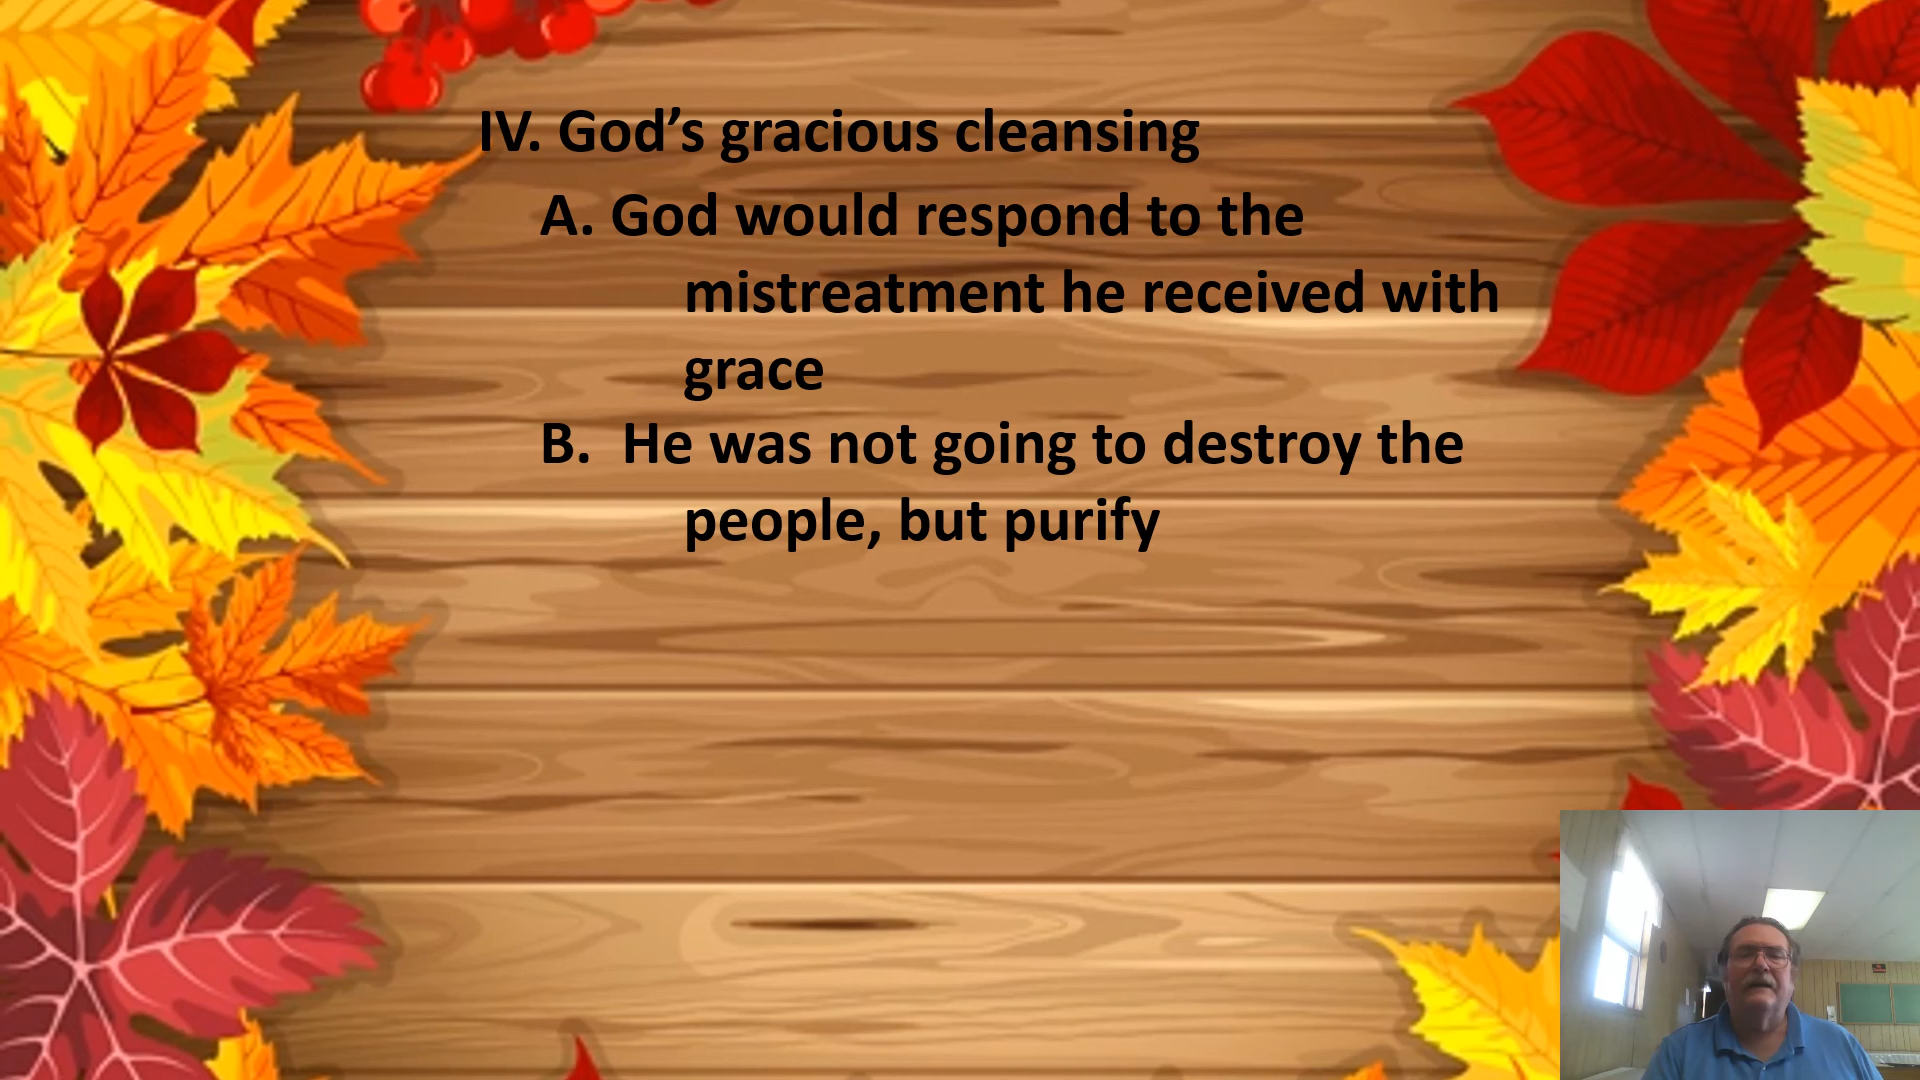 IV. God’s gracious cleansing
A. God would respond to the
mistreatment he received with
grace
B. He was not going to destroy the
people, but purify